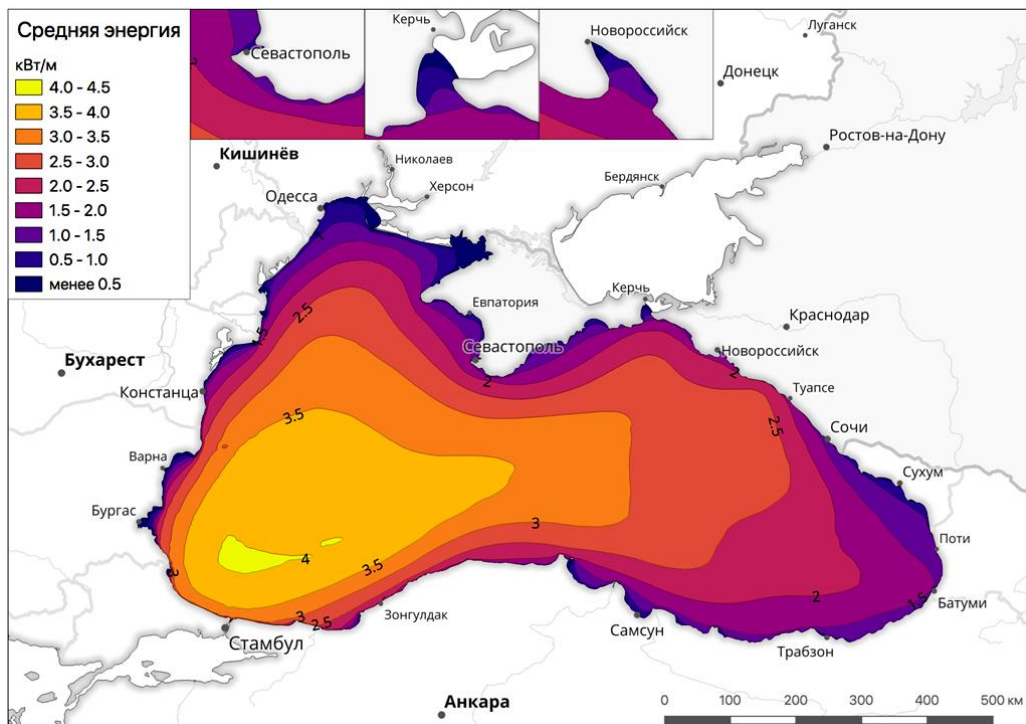 Средняя энергия
кВт/м
4.0 - 4.5
3.5 - 4.0
3.0 - 3.5
2.5 - 3.0
2.0 - 2.5
1.5 - 2.0
1.0 - 1.5
0.5 - 1.0
менее 0.5
Севастополь
Керчь
Новороссийск
Луганск
Донецк
Ростов-на-Дону
Кишинёв
Николаев
Херсон
Бердянск
Одесса
Евпатория
Керчь
Краснодар
2.5
1.5
Севастополь
Новороссийск
Бухарест
2
2
Туапсе
Констанца
3.5
2.5
Сочи
Варна
Сухум
Бургас
3
Поти
4
3.5
3
2
1.5
Батуми
Зонгулдак
3
2.5
Стамбул
Самсун
Трабзон
Анкара
0 100 200 300 400 500 км